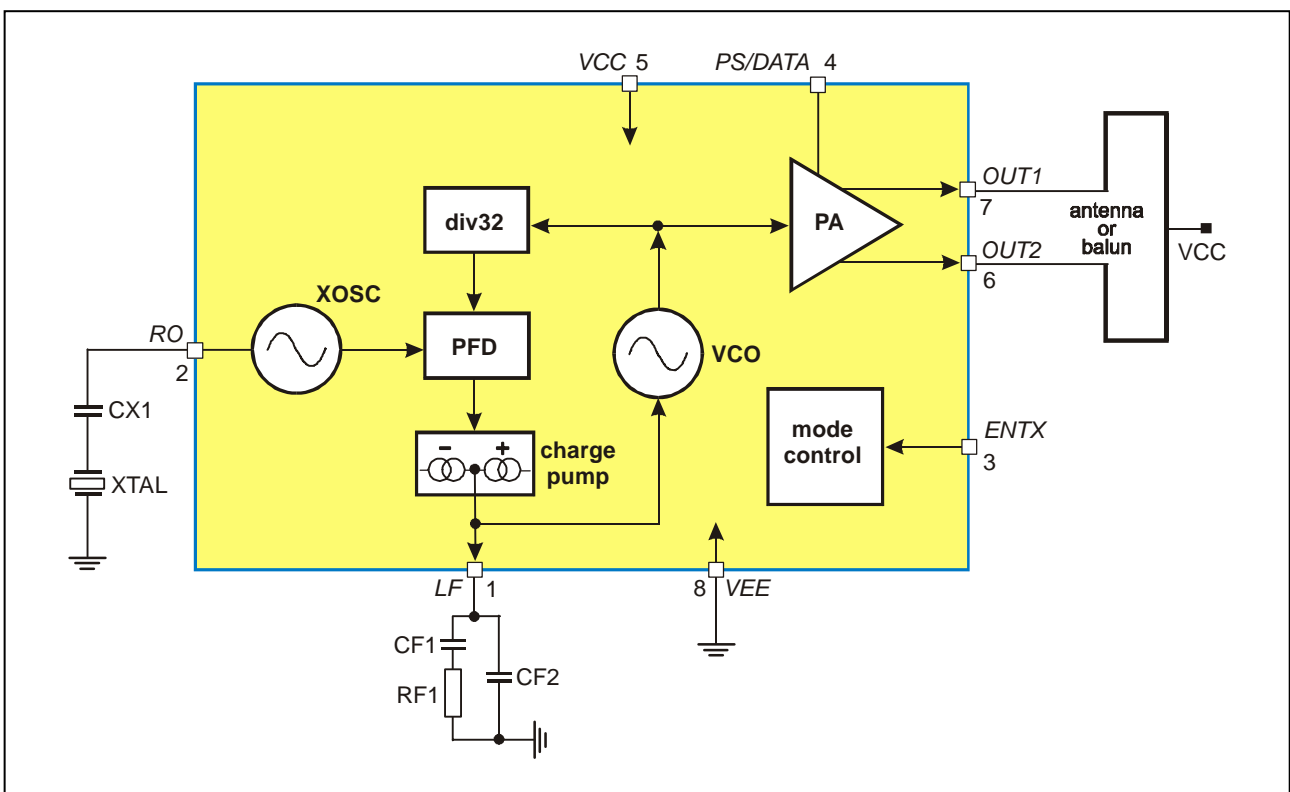 VCC 5
PS/DATA 4
OUT1
7
antenna
or
balun
VCC
OUT2
6
div32
PA
XOSC
RO
2
PFD
VCO
CX1
XTAL
- +
charge
pump
mode
control
ENTX
3
LF 1
8 VEE
CF1
RF1
CF2